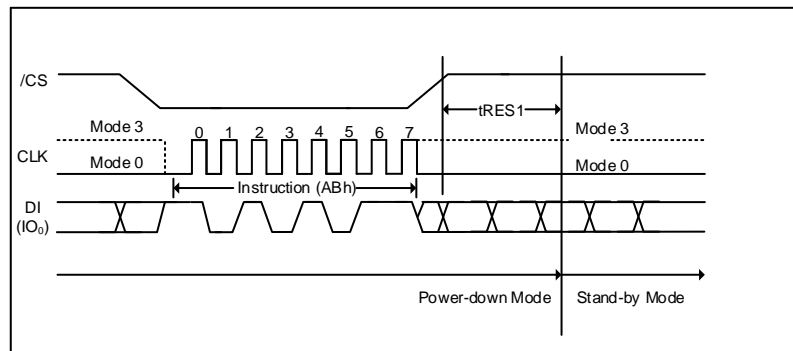 /CS
tRES1
Mode 3 0 1 2 3 4 5 6 7 Mode 3
CLK
Mode 0 Mode 0
Instruction (ABh)
DI
(IO₀)
Power-down Mode Stand-by Mode